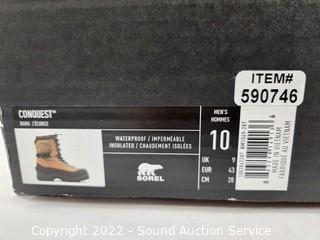 ITEM#
590746
CONQUEST™
BARK / ÉCORCE
MEN'S
HOMMES
10
WATERPROOF / IMPERMÉABLE
INSULATED / CHAUDEMENT ISOLÉES
SOREL
UK 9
EUR 43
CM 28
MADE IN VIETNAM
FABRIQUÉ AU VIETNAM
Copyright 2022 - Sound Auction Service